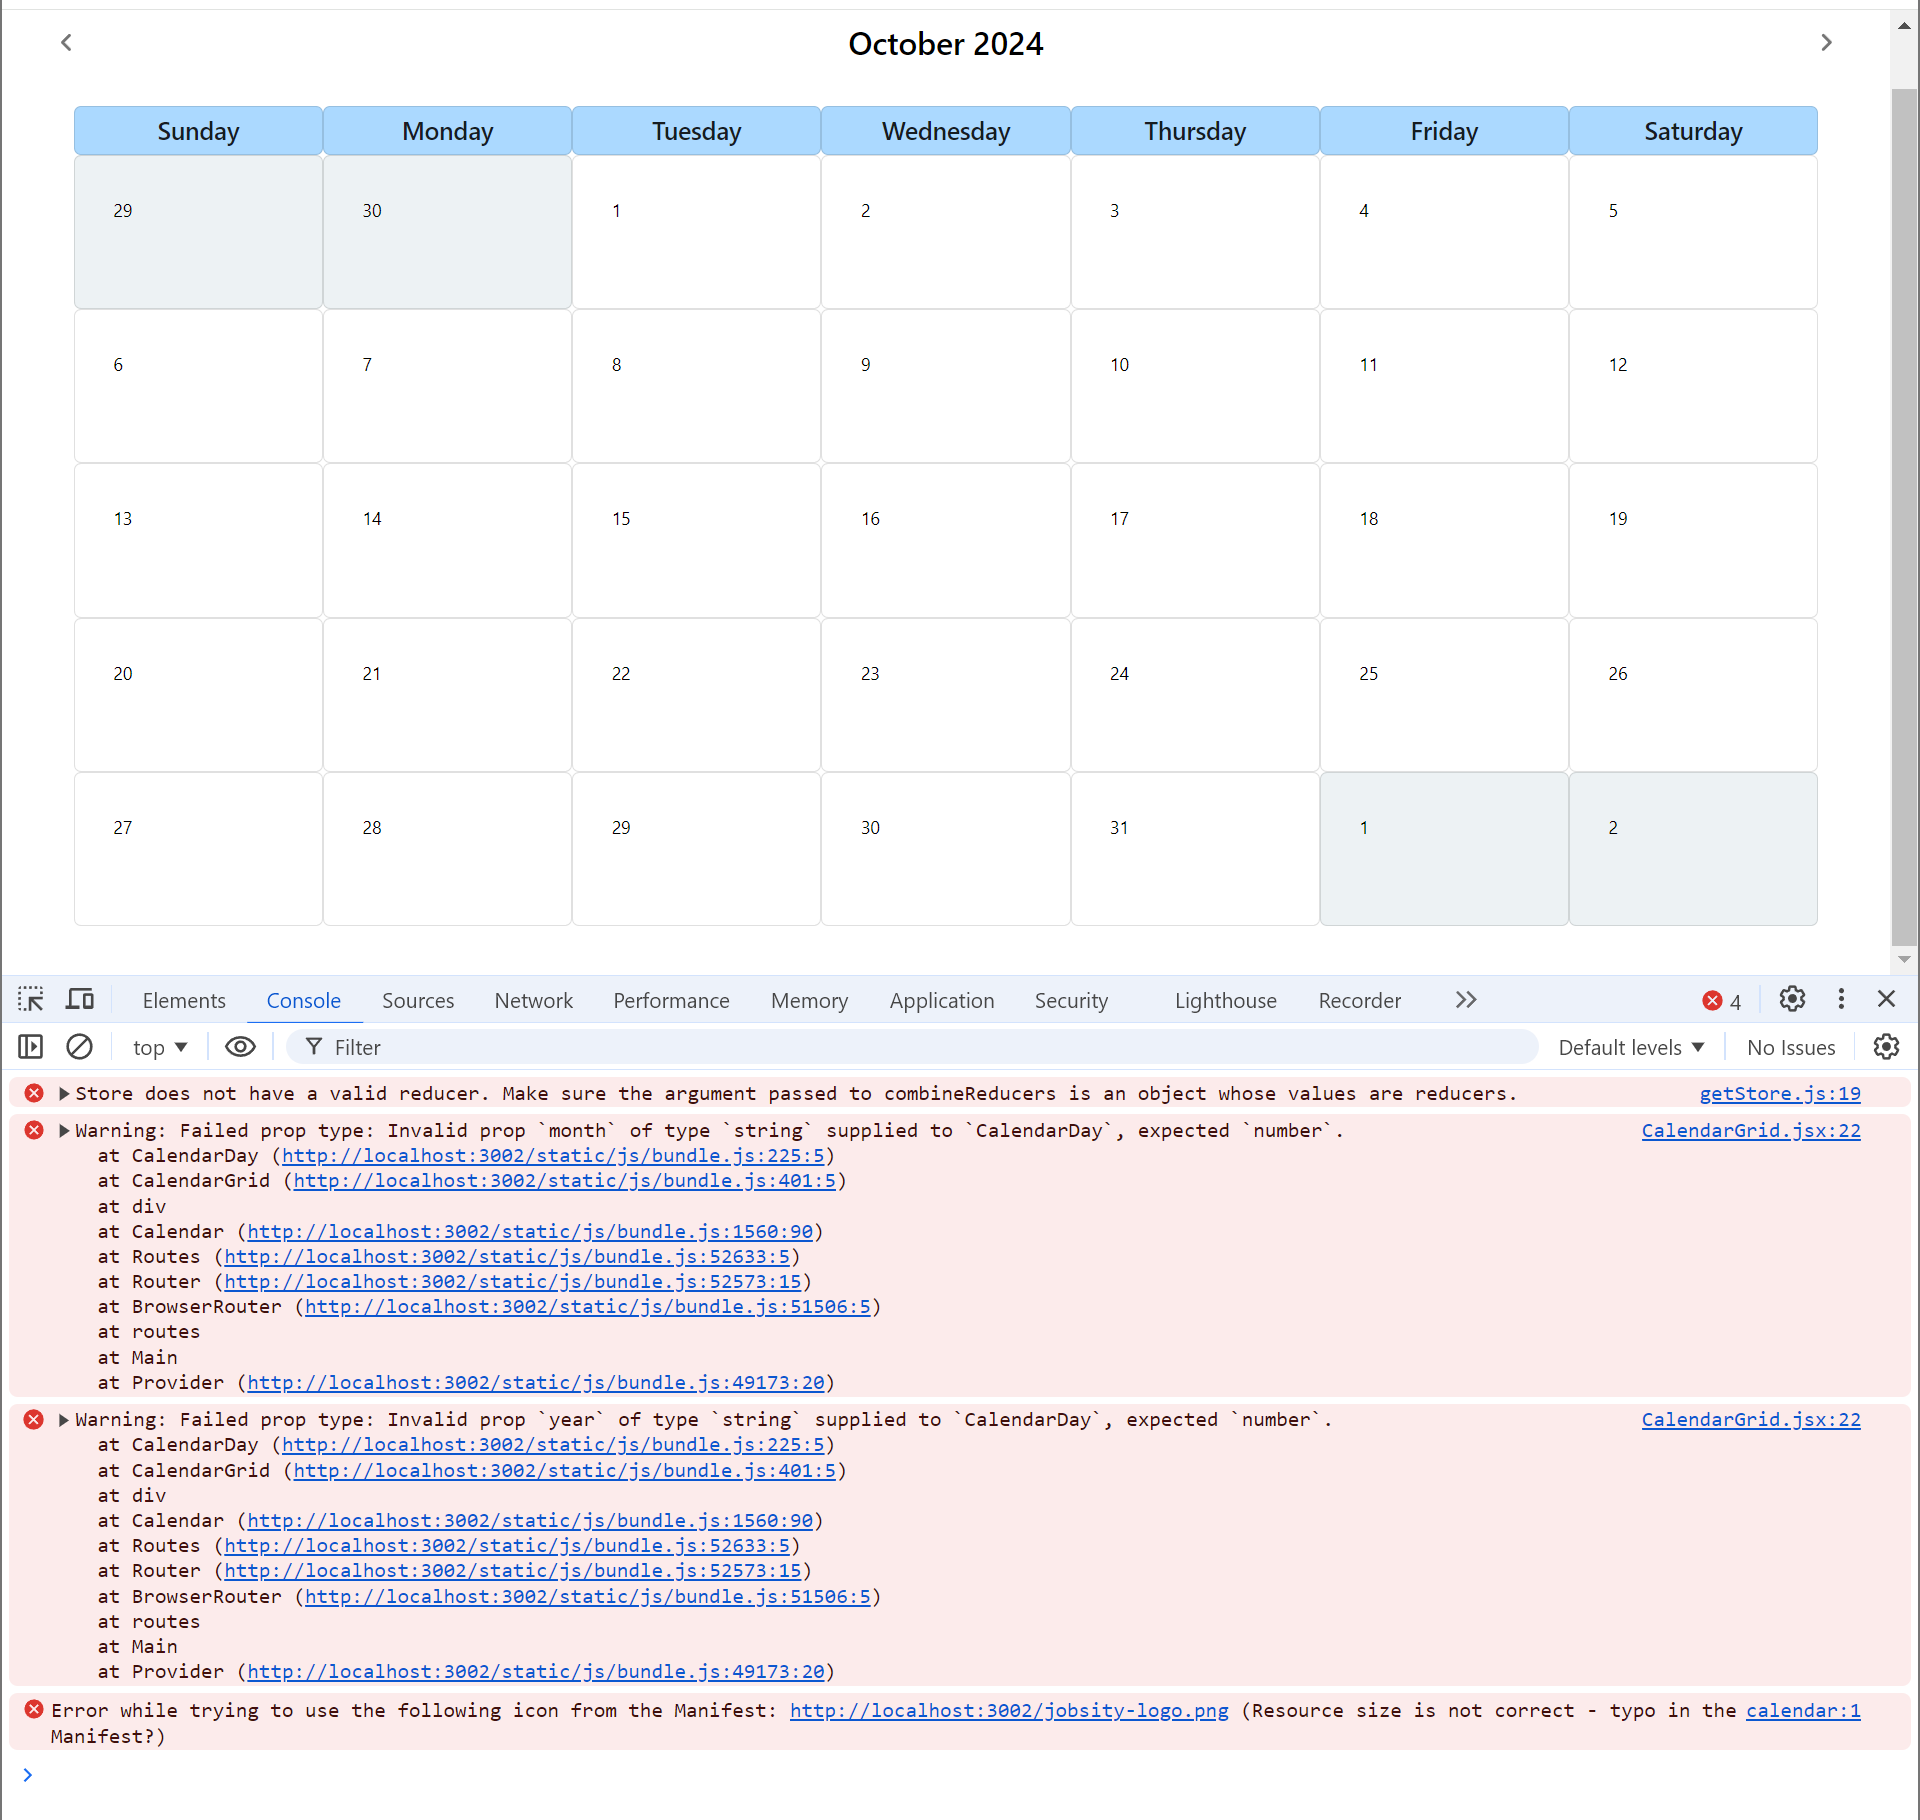 October 2024
Sunday Monday Tuesday Wednesday Thursday Friday Saturday
29 30 1 2 3 4 5
6 7 8 9 10 11 12
13 14 15 16 17 18 19
20 21 22 23 24 25 26
27 28 29 30 31 1 2
Elements Console Sources Network Performance Memory Application Security Lighthouse Recorder 4
top Filter Default levels No Issues
Store does not have a valid reducer. Make sure the argument passed to combineReducers is an object whose values are reducers. getStore.js:19
Warning: Failed prop type: Invalid prop `month` of type `string` supplied to `CalendarDay`, expected `number`. CalendarGrid.jsx:22
at CalendarDay (http://localhost:3002/static/js/bundle.js:225:5)
at CalendarGrid (http://localhost:3002/static/js/bundle.js:401:5)
at div
at Calendar (http://localhost:3002/static/js/bundle.js:1560:90)
at Routes (http://localhost:3002/static/js/bundle.js:52633:5)
at Router (http://localhost:3002/static/js/bundle.js:52573:15)
at BrowserRouter (http://localhost:3002/static/js/bundle.js:51506:5)
at routes
at Main
at Provider (http://localhost:3002/static/js/bundle.js:49173:20)
Warning: Failed prop type: Invalid prop `year` of type `string` supplied to `CalendarDay`, expected `number`. CalendarGrid.jsx:22
at CalendarDay (http://localhost:3002/static/js/bundle.js:225:5)
at CalendarGrid (http://localhost:3002/static/js/bundle.js:401:5)
at div
at Calendar (http://localhost:3002/static/js/bundle.js:1560:90)
at Routes (http://localhost:3002/static/js/bundle.js:52633:5)
at Router (http://localhost:3002/static/js/bundle.js:52573:15)
at BrowserRouter (http://localhost:3002/static/js/bundle.js:51506:5)
at routes
at Main
at Provider (http://localhost:3002/static/js/bundle.js:49173:20)
Error while trying to use the following icon from the Manifest: http://localhost:3002/jobsity-logo.png (Resource size is not correct - typo in the calendar:1
Manifest?)